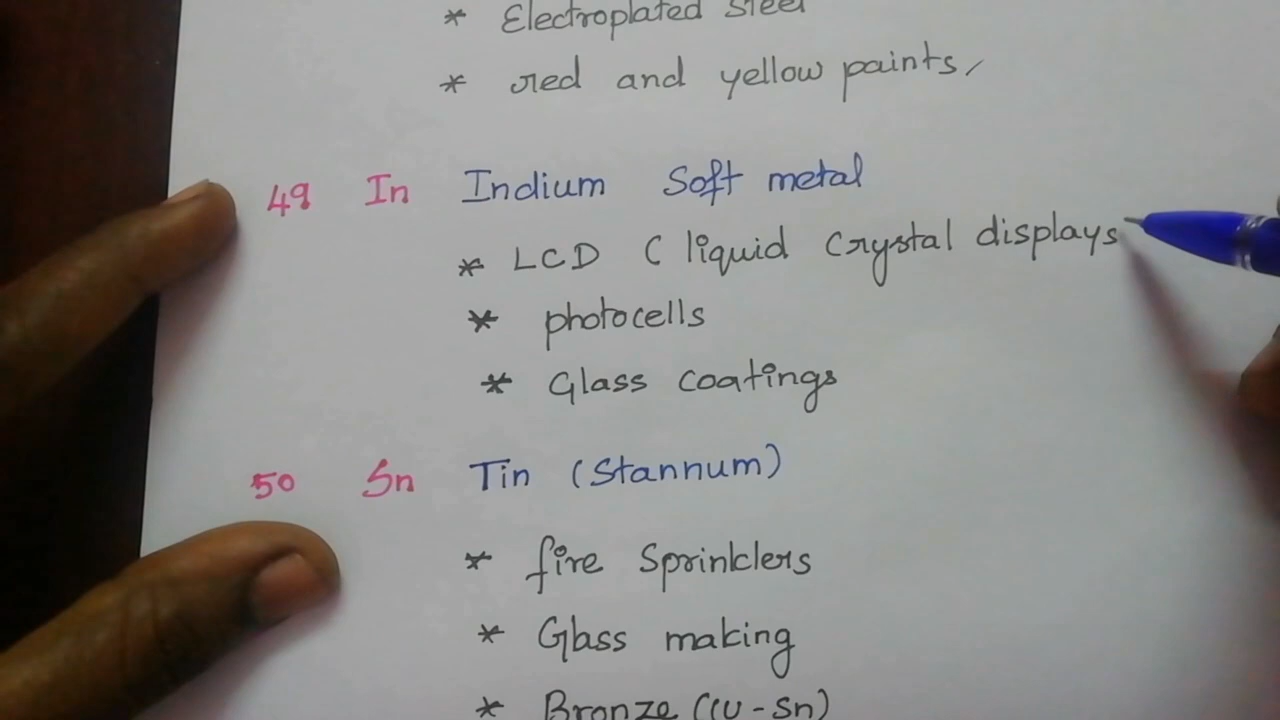 * Electroplated Steel
* red and yellow paints,
49 In Indium Soft metal
* LCD ( liquid Crystal displays
* photocells
* Glass coatings
50 Sn Tin (Stannum)
* fire Sprinklers
* Glass making
* Bronze (Cu-Sn)